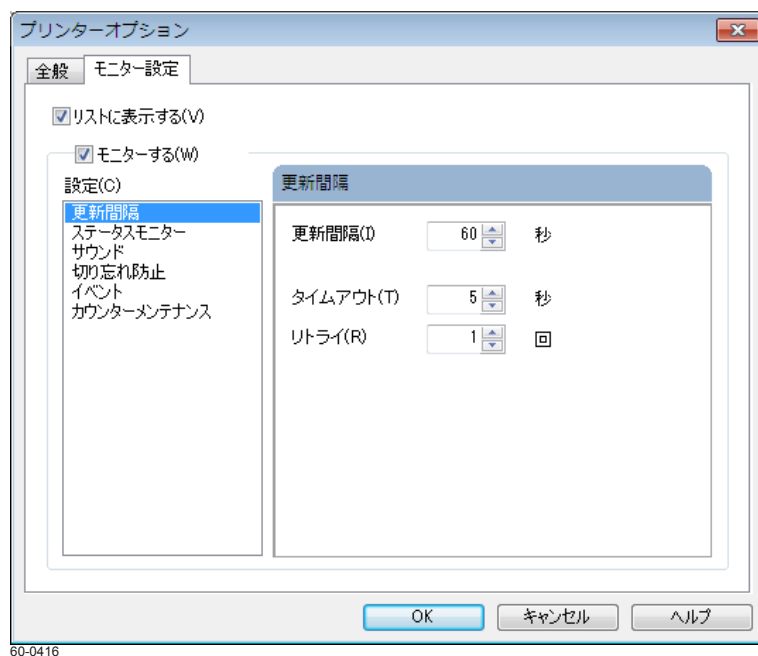 プリンターオプション
全般 モニター設定
リストに表示する(V)
モニターする(W)
設定(C)
更新間隔
ステータスモニター
サウンド
切り忘れ防止
イベント
カウンターメンテナンス
更新間隔
更新間隔(I) 60 秒
タイムアウト(T) 5 秒
リトライ(R) 1 回
OK キャンセル ヘルプ
60-0416